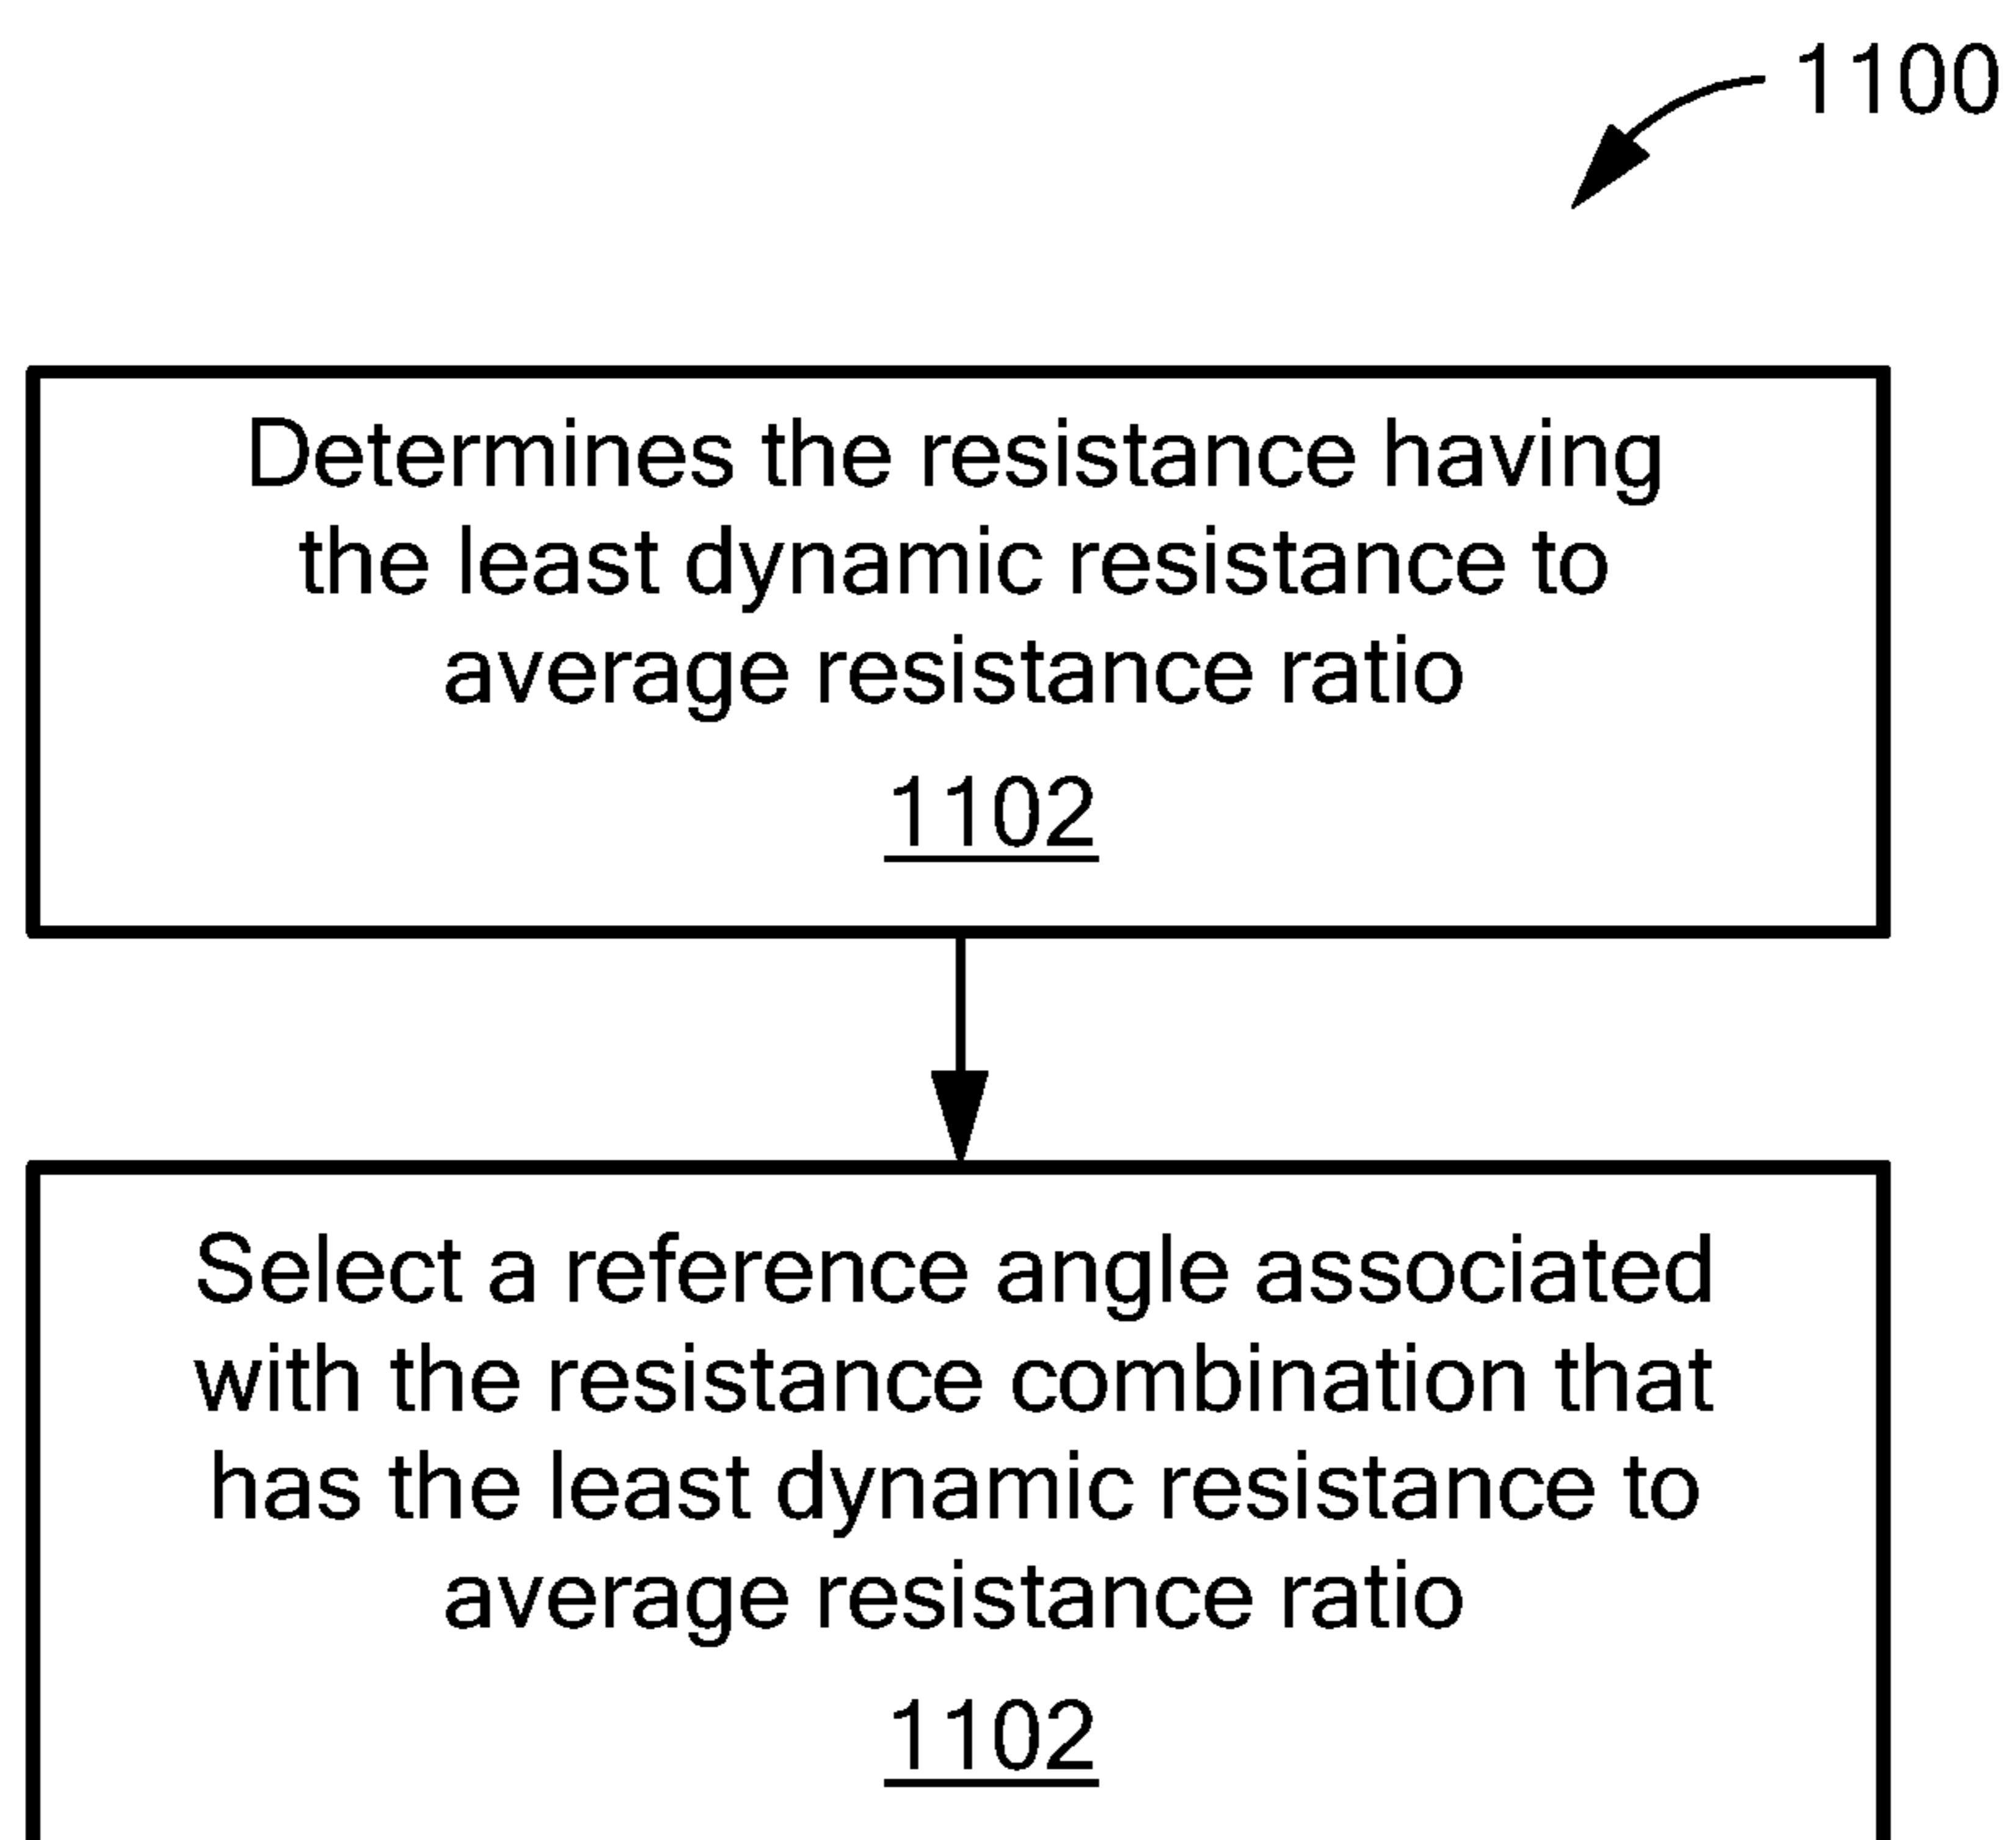 1100
Determines the resistance having
the least dynamic resistance to
average resistance ratio
1102
Select a reference angle associated
with the resistance combination that
has the least dynamic resistance to
average resistance ratio
1102